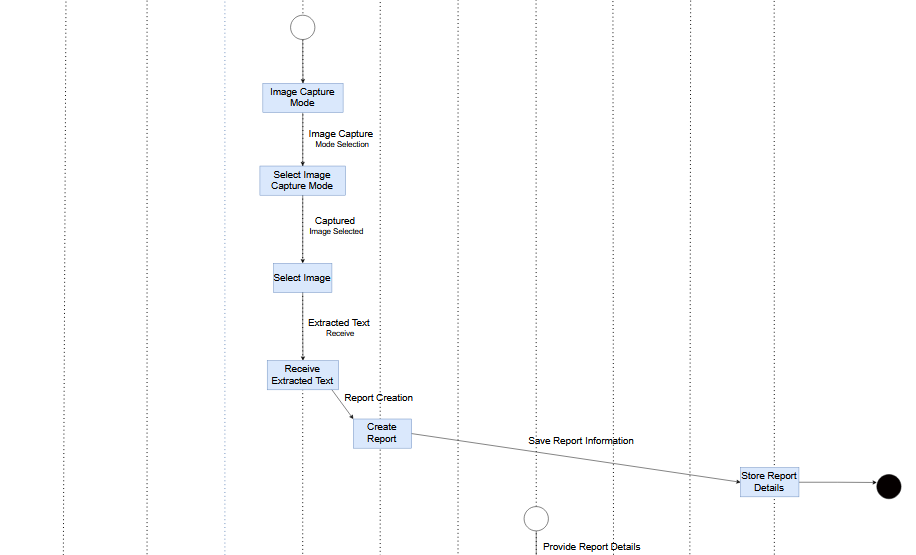 Image Capture
Mode
Image Capture
Mode Selection
Select Image
Capture Mode
Captured
Image Selected
Select Image
Extracted Text
Receive
Receive
Extracted Text
Report Creation
Create
Report
Save Report Information
Store Report
Details
Provide Report Details